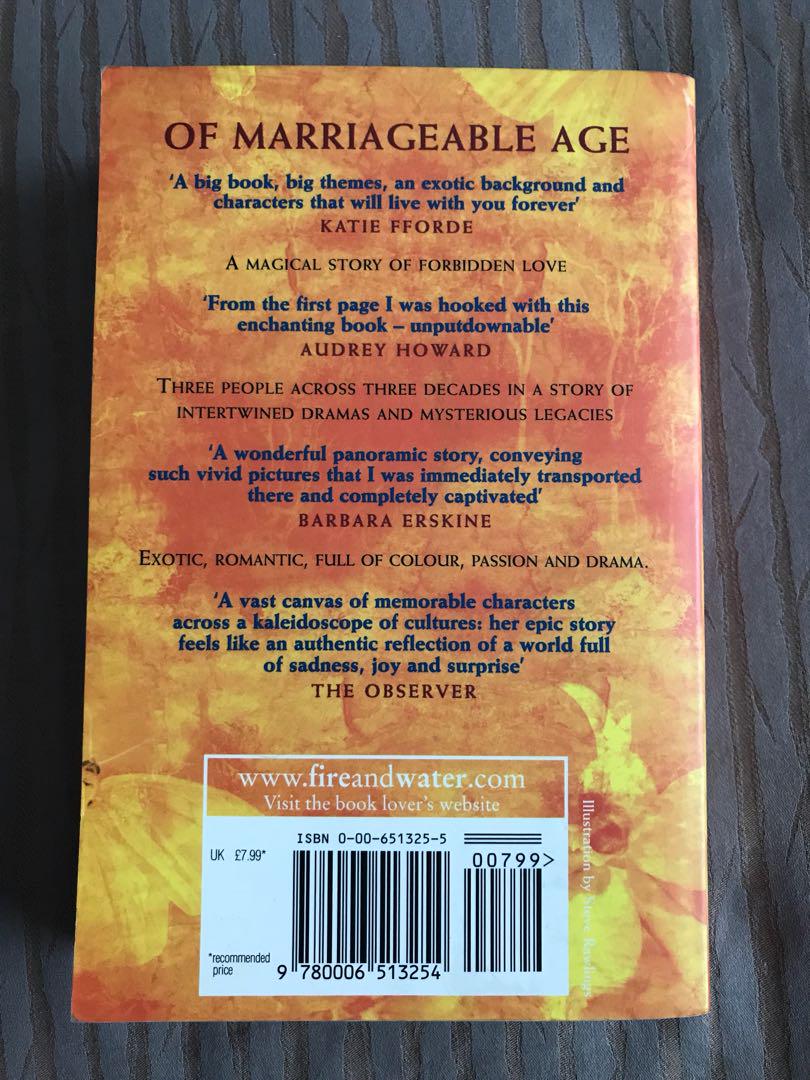 OF MARRIAGEABLE AGE
‘A big book, big themes, an exotic background and
characters that will live with you forever’
KATIE FFORDE
A MAGICAL STORY OF FORBIDDEN LOVE
‘From the first page I was hooked with this
enchanting book – unputdownable’
AUDREY HOWARD
THREE PEOPLE ACROSS THREE DECADES IN A STORY OF
INTERTWINED DRAMAS AND MYSTERIOUS LEGACIES
‘A wonderful panoramic story, conveying
such vivid pictures that I was immediately transported
there and completely captivated’
BARBARA ERSKINE
EXOTIC, ROMANTIC, FULL OF COLOUR, PASSION AND DRAMA.
‘A vast canvas of memorable characters
across a kaleidoscope of cultures: her epic story
feels like an authentic reflection of a world full
of sadness, joy and surprise’
THE OBSERVER
www.fireandwater.com
Visit the book lover's website
ISBN 0-00-651325-5
UK £7.99*
00799>
*recommended
price
9 780006 513254
Illustration by Steve Rawlings